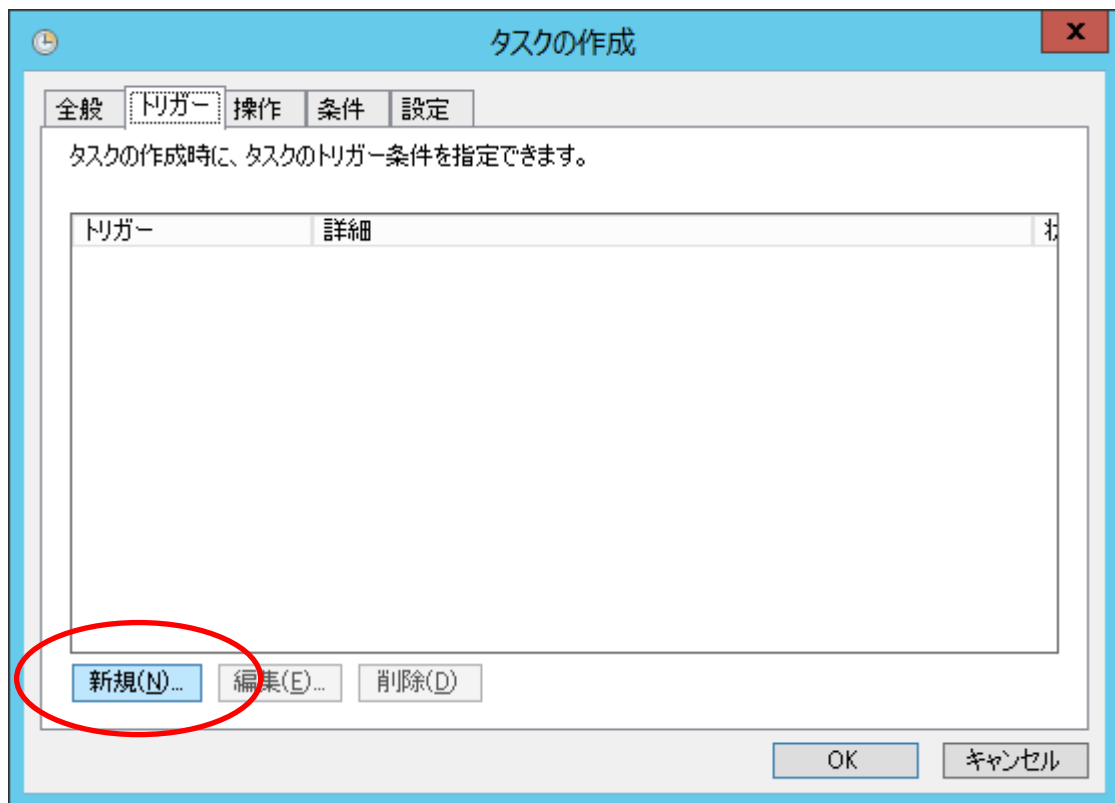 タスクの作成
x
全般 トリガー 操作 条件 設定
タスクの作成時に、タスクのトリガー条件を指定できます。
トリガー 詳細
新規(N)... 編集(E)... 削除(D)
OK キャンセル